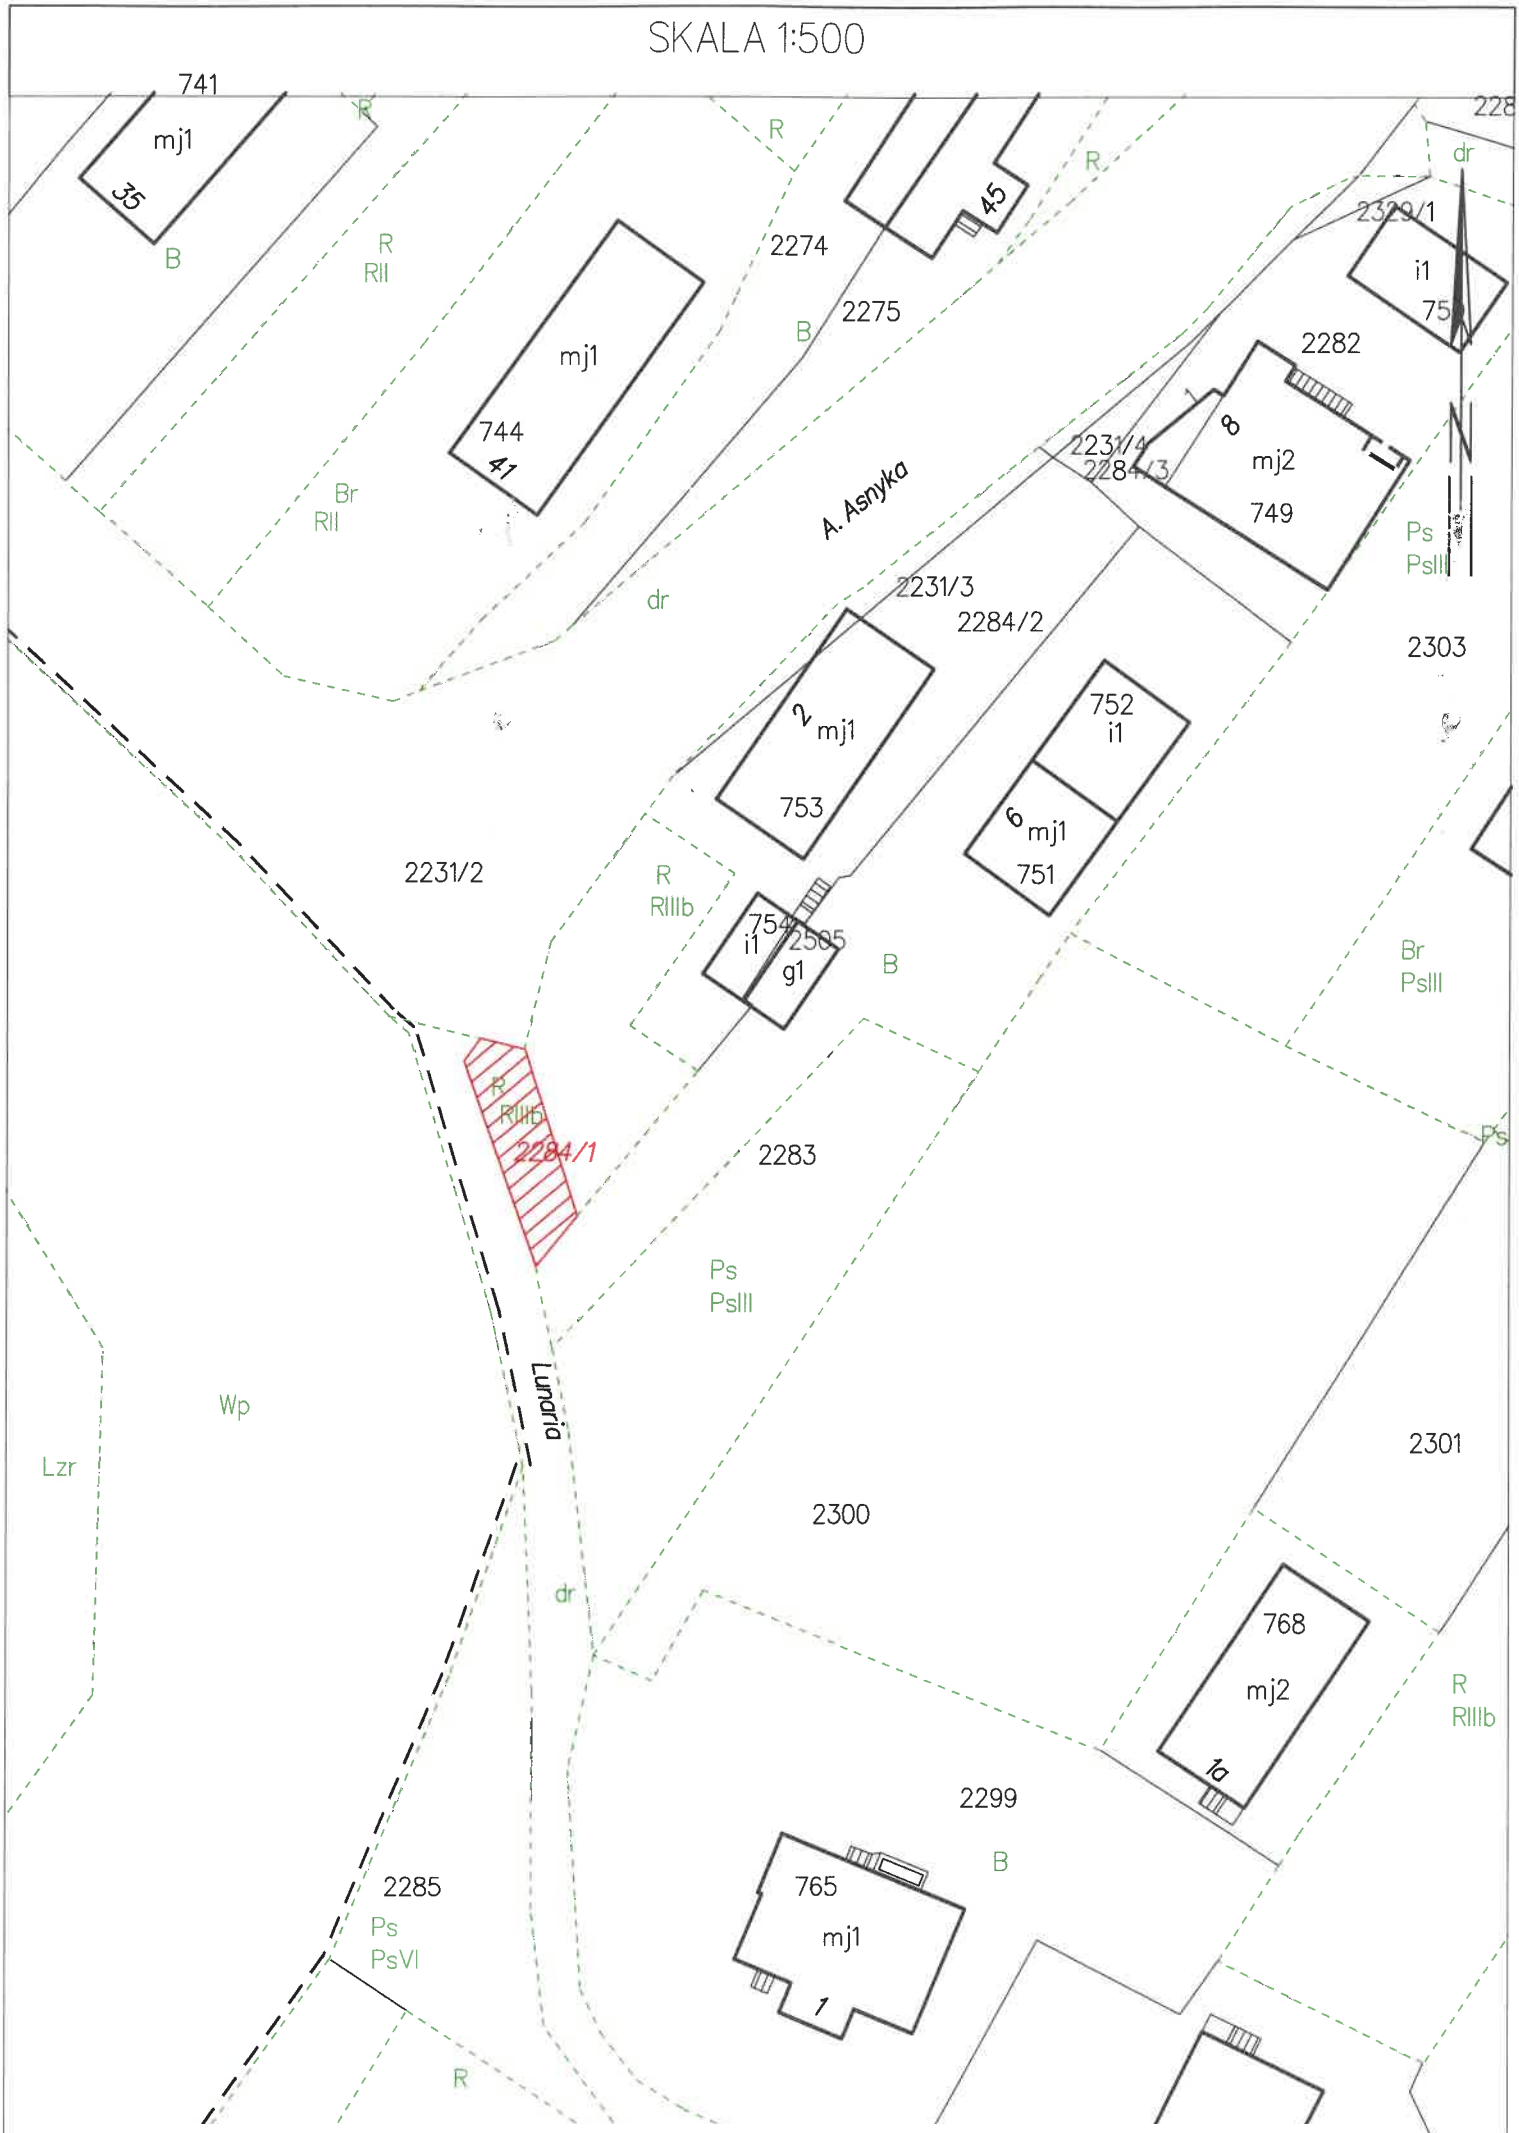 SKALA 1:500
741
228
R
mj1
R
R
dr
35
45
2329/1
B
R
RII
2274
i1
75
2275
B
2282
mj1
744
41
8
2231/4
2284/3
mj2
749
Br
RII
A. Asnyka
N
Ps
PsIII
dr
2231/3
2284/2
2303
2
mj1
753
752
i1
6
mj1
751
2231/2
R
RIIIb
754
i1
2505
g1
B
Br
PsIII
R
RIIIb
2284/1
2283
Ps
Ps
PsIII
Lunaria
Wp
Lzr
2301
2300
dr
768
mj2
1a
R
RIIIb
2299
B
765
mj1
1
2285
Ps
PsVI
R